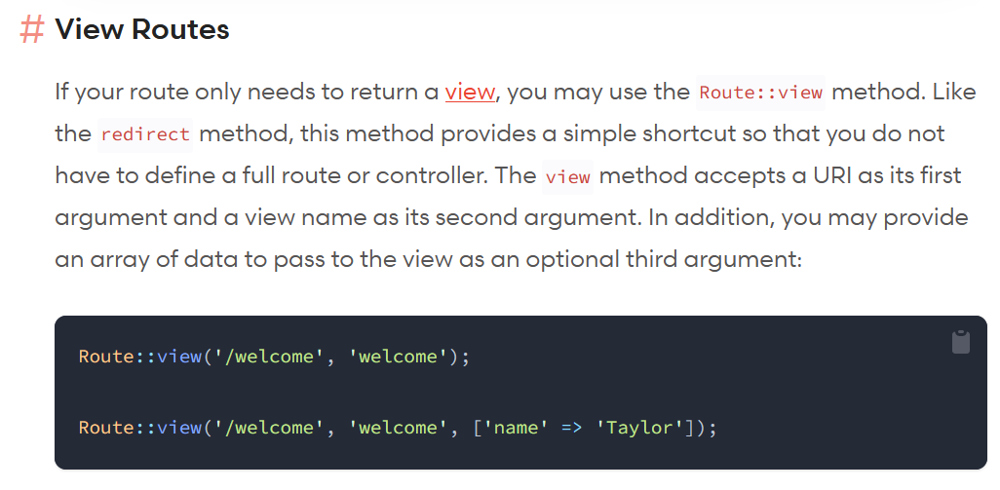 # View Routes
If your route only needs to return a view, you may use the Route::view method. Like
the redirect method, this method provides a simple shortcut so that you do not
have to define a full route or controller. The view method accepts a URI as its first
argument and a view name as its second argument. In addition, you may provide
an array of data to pass to the view as an optional third argument:
Route::view('/welcome', 'welcome');
Route::view('/welcome', 'welcome', ['name' => 'Taylor']);